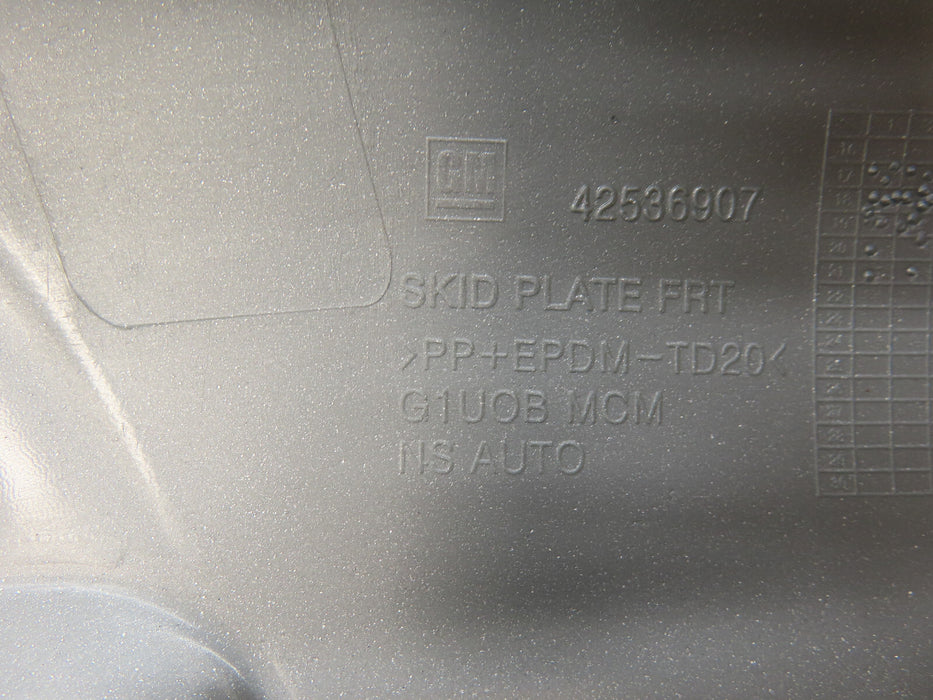 GM
42536907
SKID PLATE FRT
>PP+EPDM-TD20<
G1UOB MCM
NS AUTO